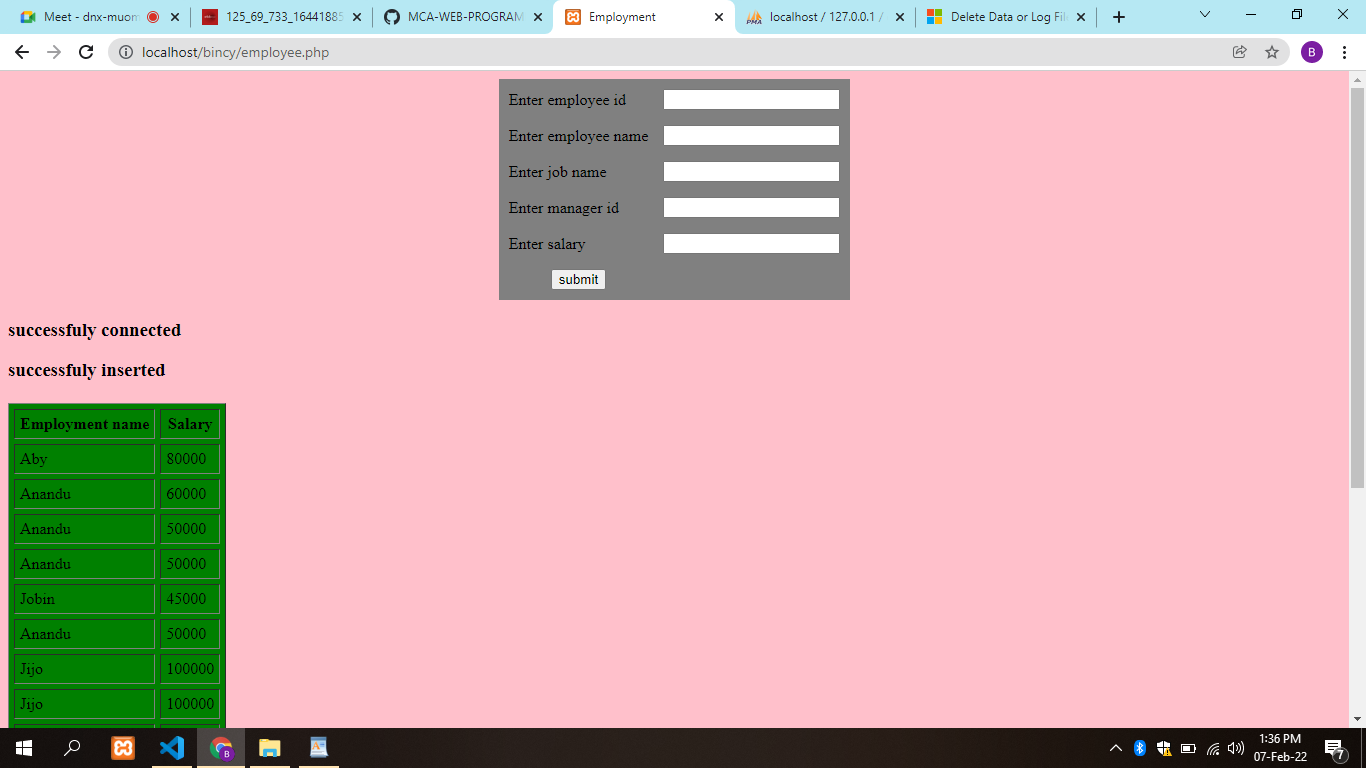 Meet - dnx-muom
125_69_733_16441885
MCA-WEB-PROGRAM
Employment
localhost / 127.0.0.1 /
Delete Data or Log Fil
localhost/bincy/employee.php
B
Enter employee id
Enter employee name
Enter job name
Enter manager id
Enter salary
submit
successfuly connected
successfuly inserted
Employment name Salary
Aby 80000
Anandu 60000
Anandu 50000
Anandu 50000
Jobin 45000
Anandu 50000
Jijo 100000
Jijo 100000
1:36 PM
07-Feb-22
7